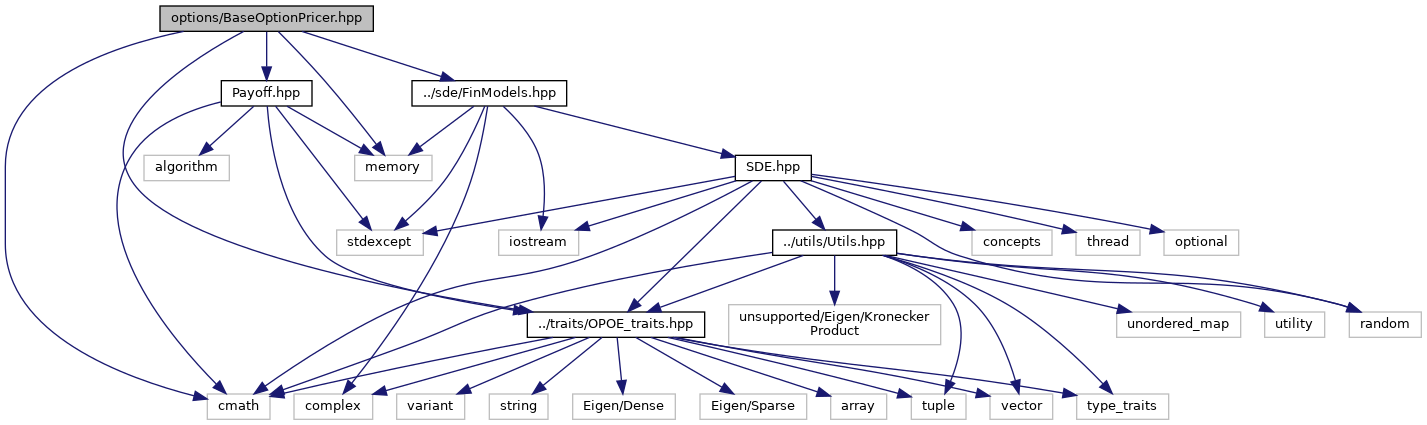 options/BaseOptionPricer.hpp
Payoff.hpp
../sde/FinModels.hpp
algorithm
memory
SDE.hpp
stdexcept
iostream
../utils/Utils.hpp
concepts
thread
optional
../traits/OPOE_traits.hpp
unsupported/Eigen/Kronecker
Product
unordered_map
utility
random
cmath
complex
variant
string
Eigen/Dense
Eigen/Sparse
array
tuple
vector
type_traits